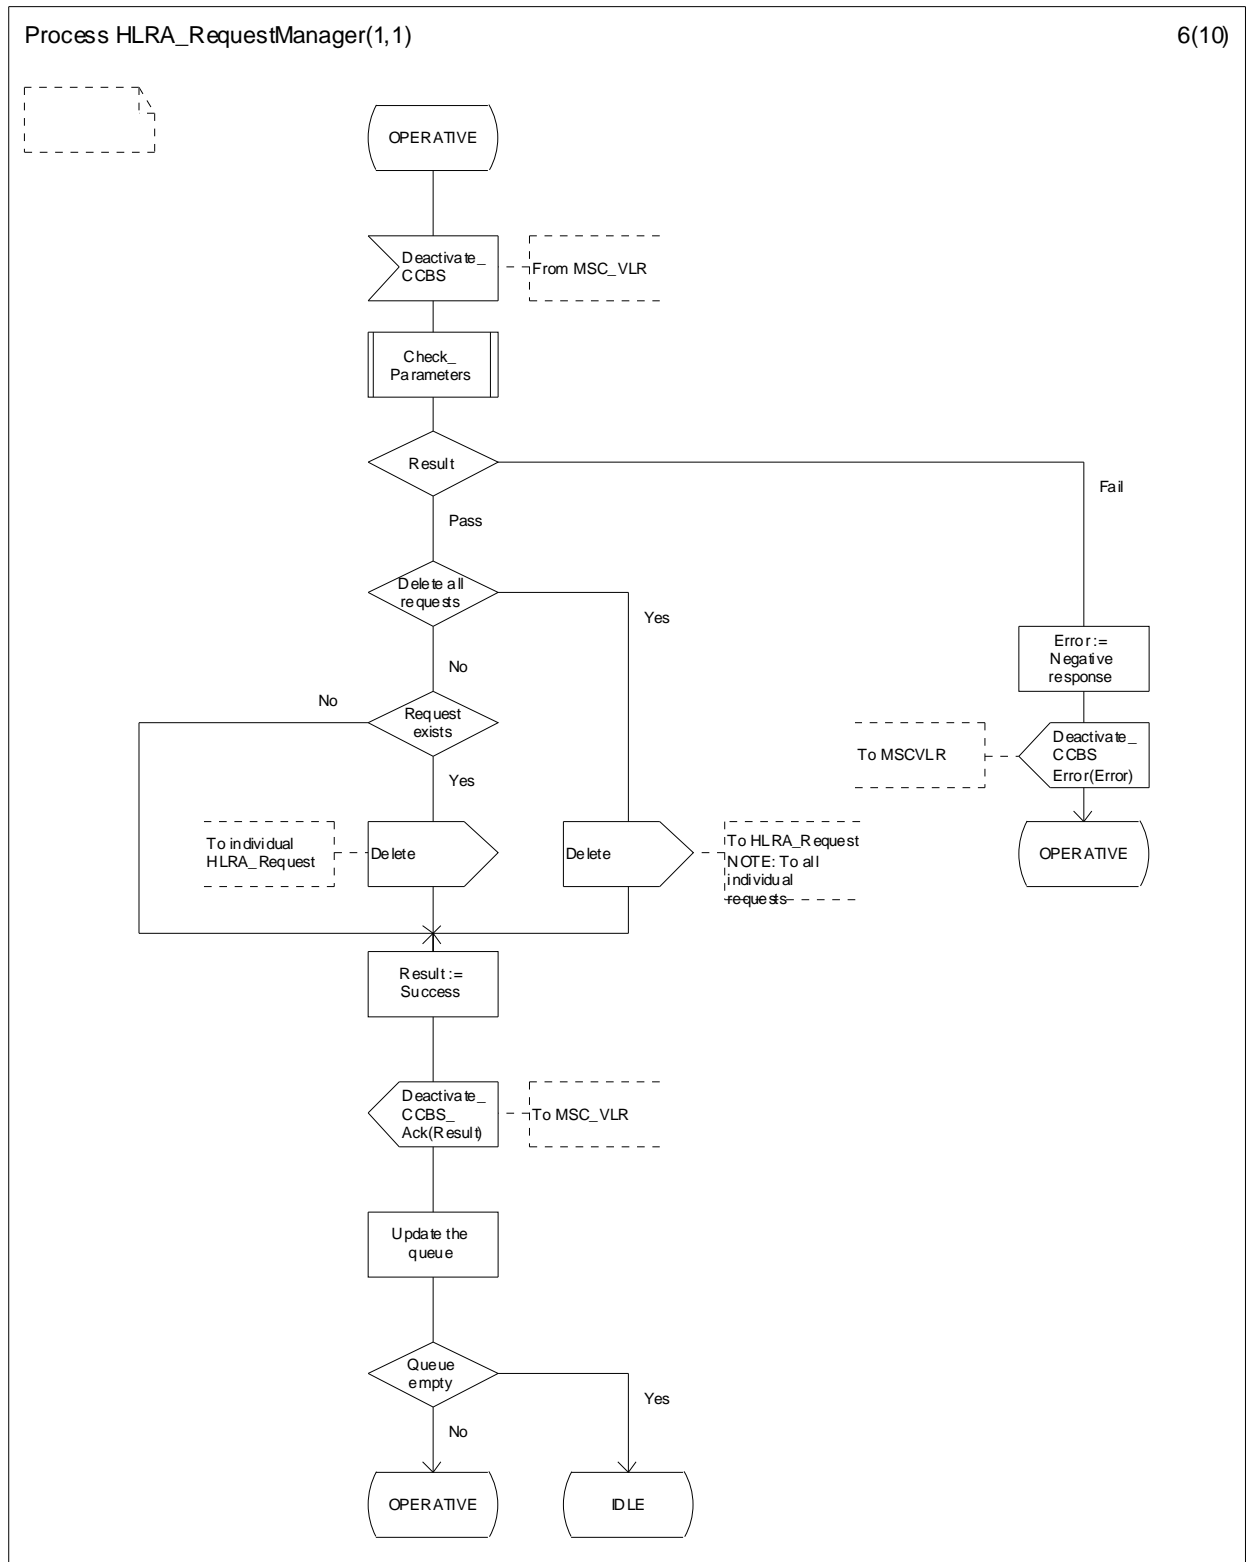 Process HLRA_RequestManager(1,1)
6(10)
OPERATIVE
Deactivate_
CCBS
From MSC_VLR
Check_
Parameters
Result
Fail
Pass
Delete all
requests
Yes
No
Error :=
Negative
response
No
Request
exists
Yes
To MSCVLR
Deactivate_
CCBS
Error(Error)
To individual
HLRA_Request
Delete
Delete
To HLRA_Request
NOTE: To all
individual
requests
OPERATIVE
Result :=
Success
Deactivate_
CCBS_
Ack(Result)
To MSC_VLR
Update the
queue
Queue
empty
Yes
No
OPERATIVE
IDLE